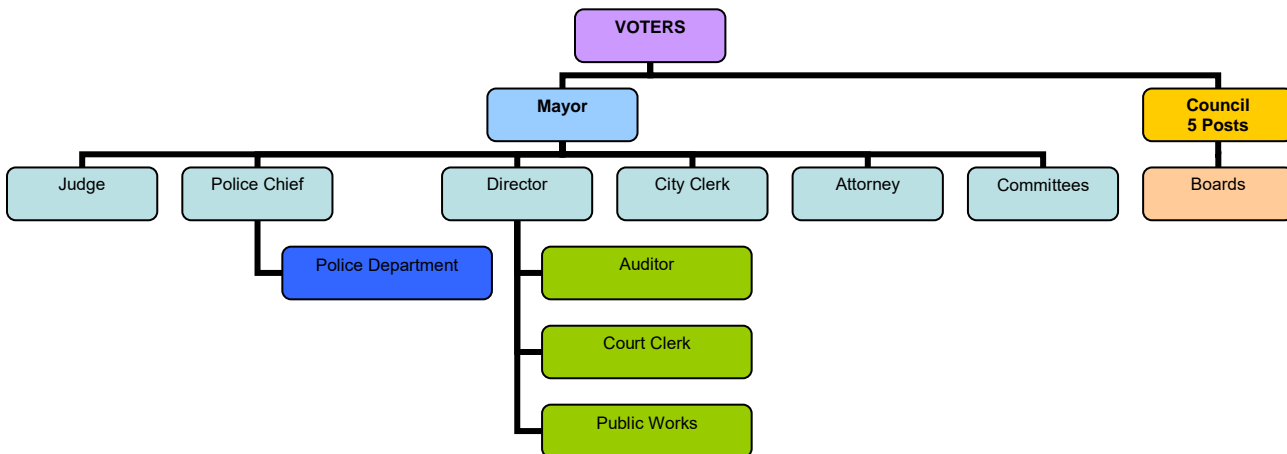 VOTERS
Mayor
Council
5 Posts
Judge
Police Chief
Director
City Clerk
Attorney
Committees
Boards
Police Department
Auditor
Court Clerk
Public Works